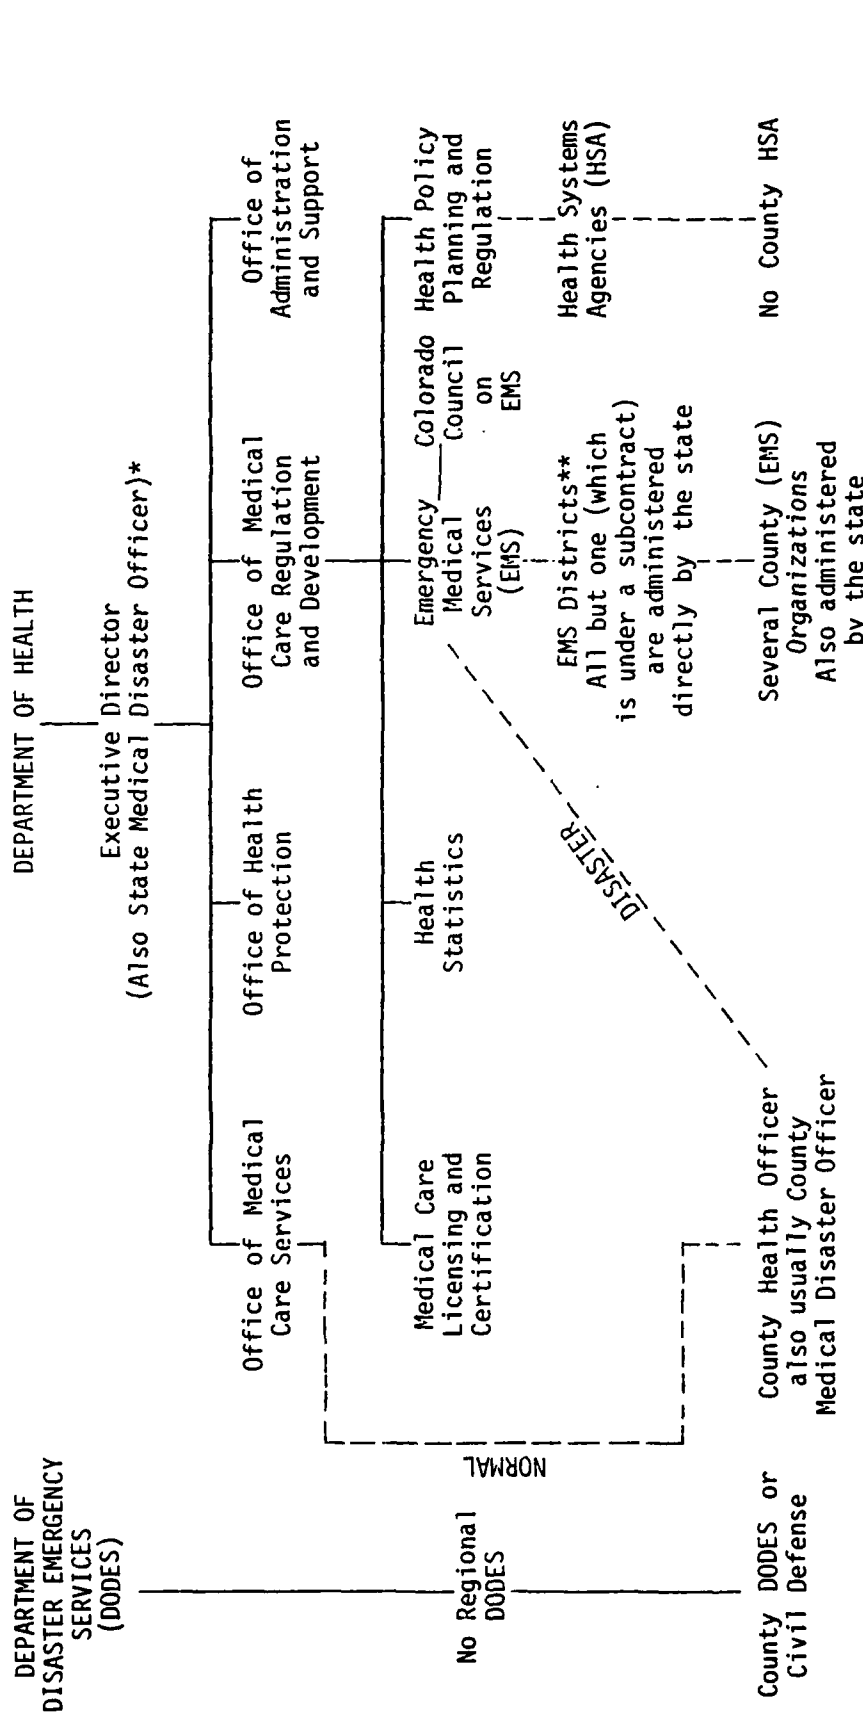 DEPARTMENT OF
DISASTER EMERGENCY
SERVICES
(DODES)
No Regional
DODES
County DODES or
Civil Defense
DEPARTMENT OF HEALTH
Executive Director
(Also State Medical Disaster Officer)*
Office of Medical
Care Services
Office of Health
Protection
Office of Medical
Care Regulation
and Development
Office of
Administration
and Support
Medical Care
Licensing and
Certification
Health
Statistics
Emergency
Medical
Services
(EMS)
Colorado
Council
on
EMS
Health Policy
Planning and
Regulation
NORMAL
DISASTER
EMS Districts**
All but one (which
is under a subcontract)
are administered
directly by the state
Health Systems
Agencies (HSA)
County Health Officer
also usually County
Medical Disaster Officer
Several County (EMS)
Organizations
Also administered
by the state
No County HSA